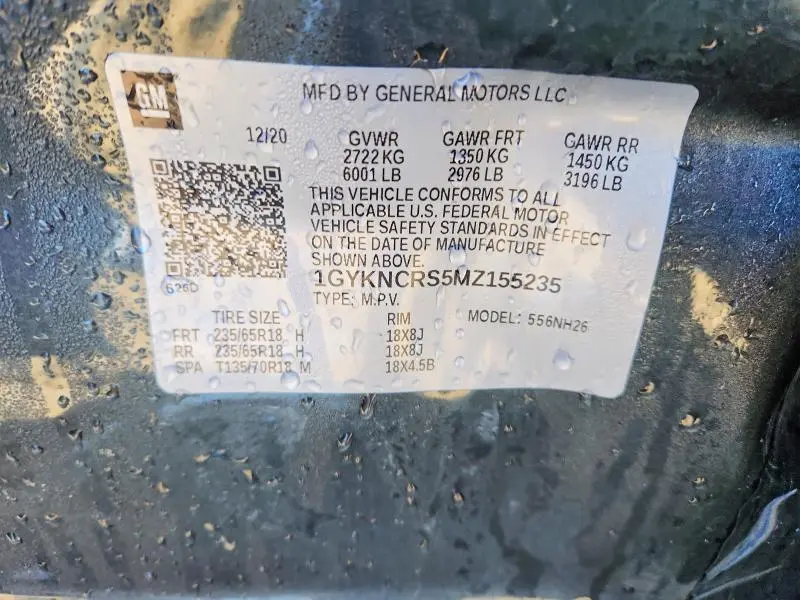 GM
MFD BY GENERAL MOTORS LLC
12/20 GVWR GAWR FRT GAWR RR
2722 KG 1350 KG 1450 KG
6001 LB 2976 LB 3196 LB
THIS VEHICLE CONFORMS TO ALL
APPLICABLE U.S. FEDERAL MOTOR
VEHICLE SAFETY STANDARDS IN EFFECT
ON THE DATE OF MANUFACTURE
SHOWN ABOVE.
1GYKNCRS5MZ155235
TYPE: M.P.V.
TIRE SIZE RIM MODEL: 556NH26
FRT 235/65R18 H 18X8J
RR 235/65R18 H 18X8J
SPA T135/70R18 M 18X4.5B